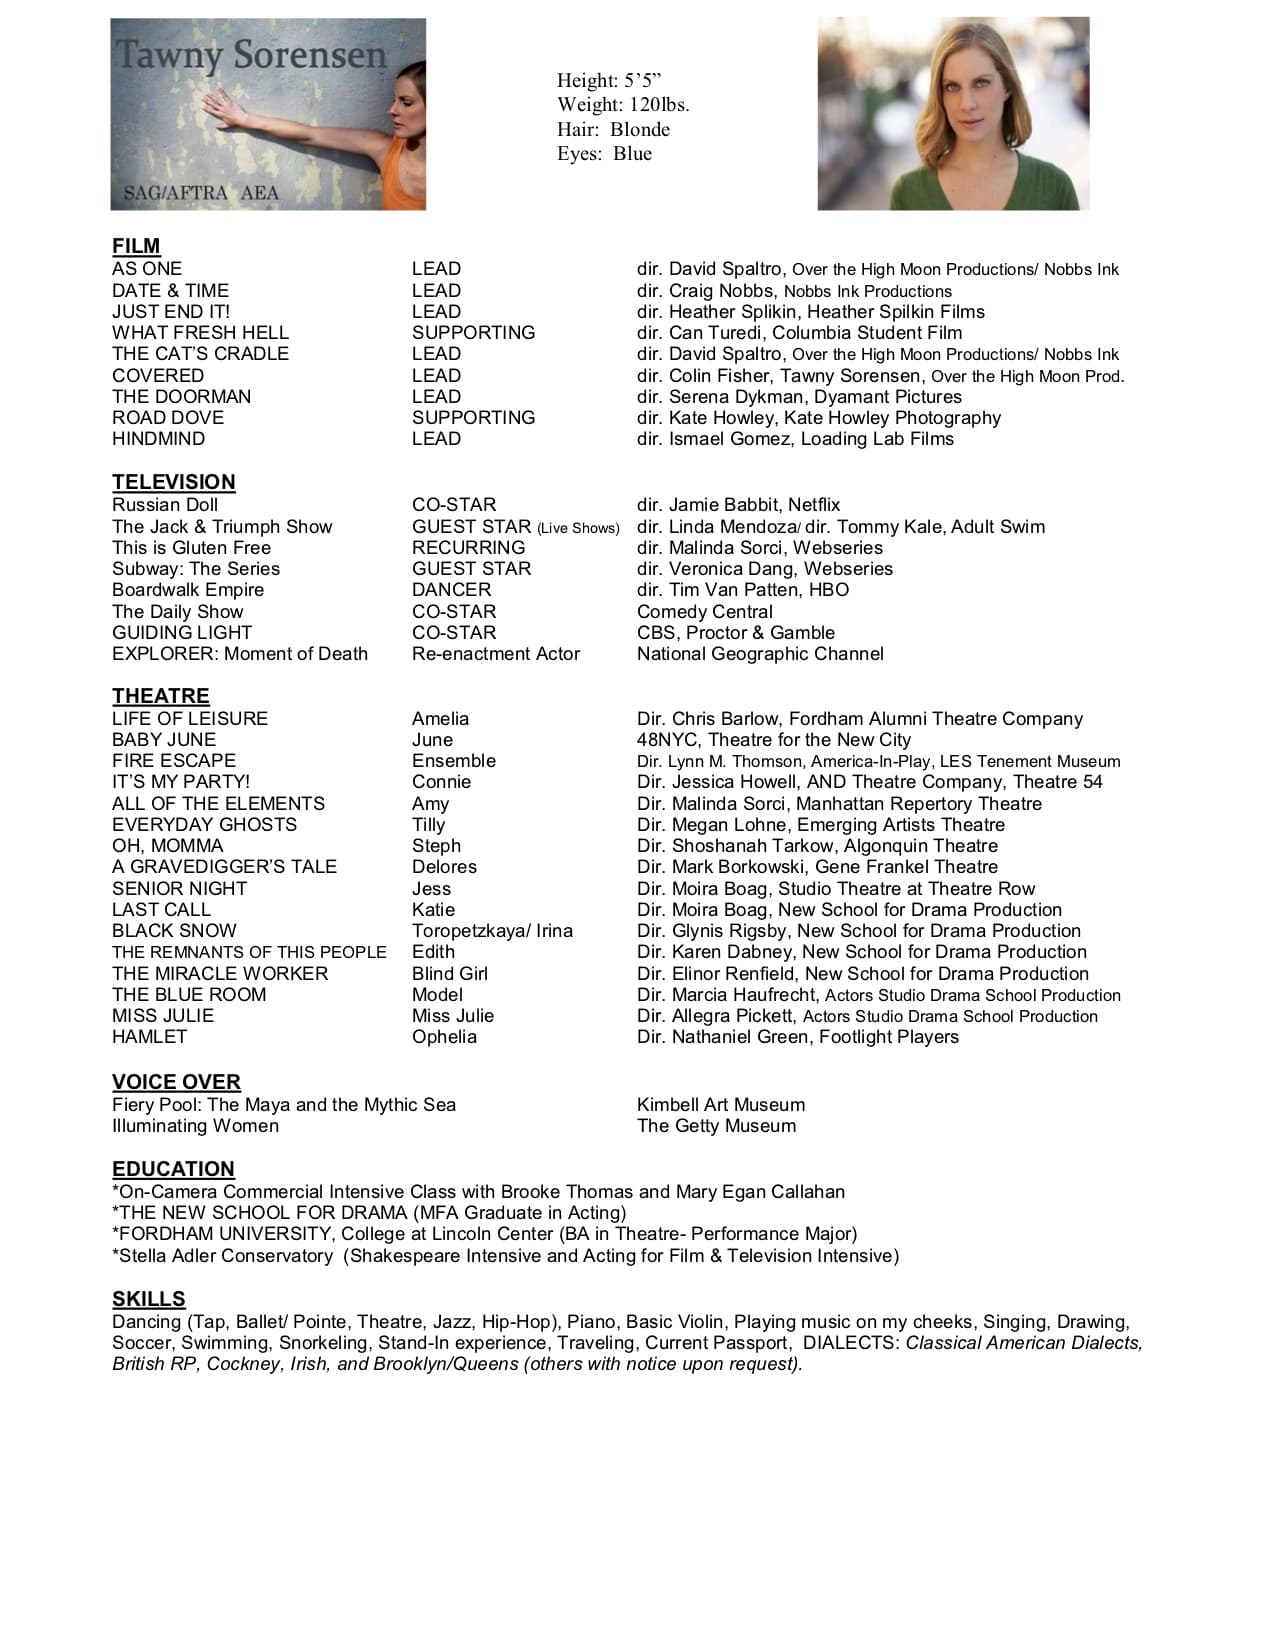 Tawny Sorensen
SAG/AFTRA AEA
Height: 5’5”
Weight: 120lbs.
Hair: Blonde
Eyes: Blue
FILM
AS ONE LEAD dir. David Spaltro, Over the High Moon Productions/ Nobbs Ink
DATE & TIME LEAD dir. Craig Nobbs, Nobbs Ink Productions
JUST END IT! LEAD dir. Heather Splikin, Heather Spilkin Films
WHAT FRESH HELL SUPPORTING dir. Can Turedi, Columbia Student Film
THE CAT’S CRADLE LEAD dir. David Spaltro, Over the High Moon Productions/ Nobbs Ink
COVERED LEAD dir. Colin Fisher, Tawny Sorensen, Over the High Moon Prod.
THE DOORMAN LEAD dir. Serena Dykman, Dyamant Pictures
ROAD DOVE SUPPORTING dir. Kate Howley, Kate Howley Photography
HINDMIND LEAD dir. Ismael Gomez, Loading Lab Films
TELEVISION
Russian Doll CO-STAR dir. Jamie Babbit, Netflix
The Jack & Triumph Show GUEST STAR (Live Shows) dir. Linda Mendoza/ dir. Tommy Kale, Adult Swim
This is Gluten Free RECURRING dir. Malinda Sorci, Webseries
Subway: The Series GUEST STAR dir. Veronica Dang, Webseries
Boardwalk Empire DANCER dir. Tim Van Patten, HBO
The Daily Show CO-STAR Comedy Central
GUIDING LIGHT CO-STAR CBS, Proctor & Gamble
EXPLORER: Moment of Death Re-enactment Actor National Geographic Channel
THEATRE
LIFE OF LEISURE Amelia Dir. Chris Barlow, Fordham Alumni Theatre Company
BABY JUNE June 48NYC, Theatre for the New City
FIRE ESCAPE Ensemble Dir. Lynn M. Thomson, America-In-Play, LES Tenement Museum
IT’S MY PARTY! Connie Dir. Jessica Howell, AND Theatre Company, Theatre 54
ALL OF THE ELEMENTS Amy Dir. Malinda Sorci, Manhattan Repertory Theatre
EVERYDAY GHOSTS Tilly Dir. Megan Lohne, Emerging Artists Theatre
OH, MOMMA Steph Dir. Shoshanah Tarkow, Algonquin Theatre
A GRAVEDIGGER’S TALE Delores Dir. Mark Borkowski, Gene Frankel Theatre
SENIOR NIGHT Jess Dir. Moira Boag, Studio Theatre at Theatre Row
LAST CALL Katie Dir. Moira Boag, New School for Drama Production
BLACK SNOW Toropetzkaya/ Irina Dir. Glynis Rigsby, New School for Drama Production
THE REMNANTS OF THIS PEOPLE Edith Dir. Karen Dabney, New School for Drama Production
THE MIRACLE WORKER Blind Girl Dir. Elinor Renfield, New School for Drama Production
THE BLUE ROOM Model Dir. Marcia Haufrecht, Actors Studio Drama School Production
MISS JULIE Miss Julie Dir. Allegra Pickett, Actors Studio Drama School Production
HAMLET Ophelia Dir. Nathaniel Green, Footlight Players
VOICE OVER
Fiery Pool: The Maya and the Mythic Sea Kimbell Art Museum
Illuminating Women The Getty Museum
EDUCATION
*On-Camera Commercial Intensive Class with Brooke Thomas and Mary Egan Callahan
*THE NEW SCHOOL FOR DRAMA (MFA Graduate in Acting)
*FORDHAM UNIVERSITY, College at Lincoln Center (BA in Theatre- Performance Major)
*Stella Adler Conservatory (Shakespeare Intensive and Acting for Film & Television Intensive)
SKILLS
Dancing (Tap, Ballet/ Pointe, Theatre, Jazz, Hip-Hop), Piano, Basic Violin, Playing music on my cheeks, Singing, Drawing,
Soccer, Swimming, Snorkeling, Stand-In experience, Traveling, Current Passport, DIALECTS: Classical American Dialects,
British RP, Cockney, Irish, and Brooklyn/Queens (others with notice upon request).